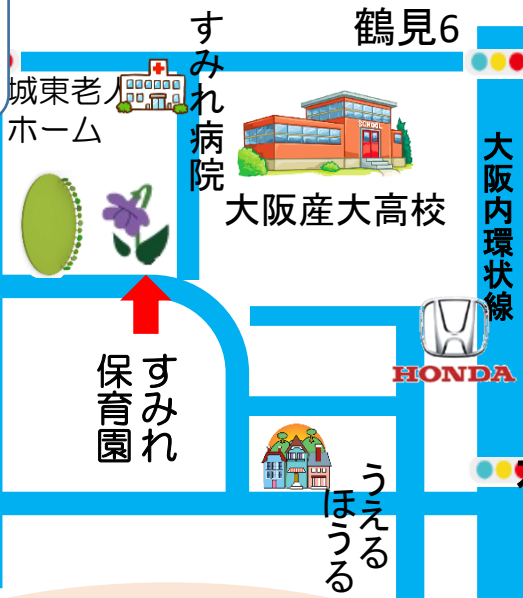 鶴見6
すみれ病院
城東老人
ホーム
SCHOOL
大阪産大高校
大阪内環状線
HONDA
すみれ
保育園
うえる
ほうる